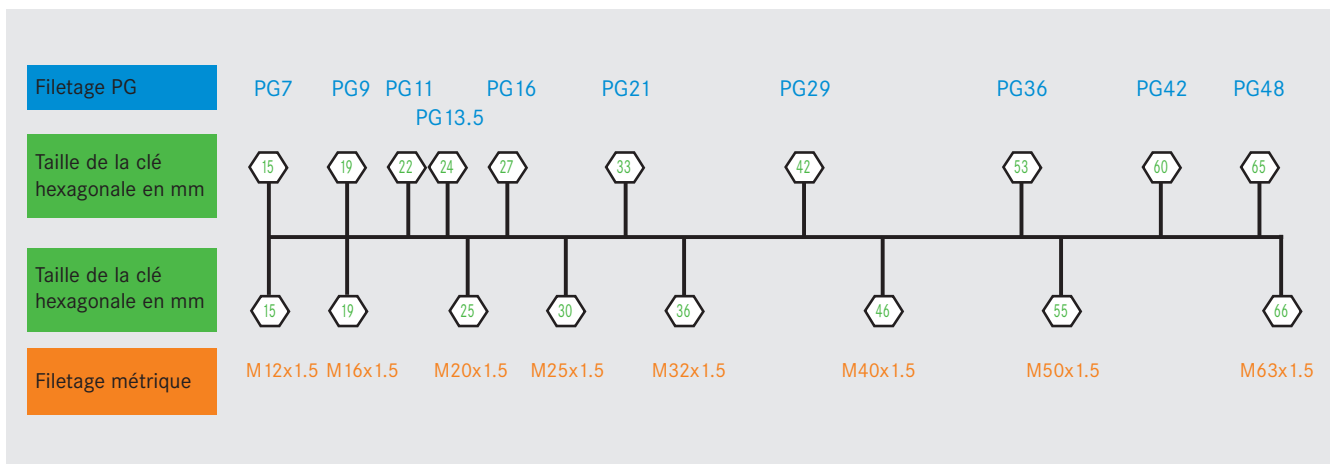 Filetage PG
PG7 PG9 PG11 PG16 PG21 PG29 PG36 PG42 PG48
PG13.5
Taille de la clé
hexagonale en mm
15 19 22 24 27 33 42 53 60 65
Taille de la clé
hexagonale en mm
15 19 25 30 36 46 55 66
Filetage métrique
M12x1.5 M16x1.5 M20x1.5 M25x1.5 M32x1.5 M40x1.5 M50x1.5 M63x1.5